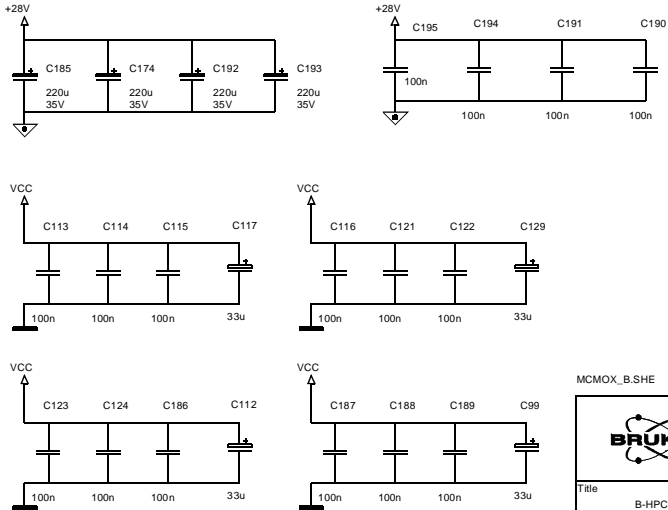 +28V
C185
220u
35V
C174
220u
35V
C192
220u
35V
C193
220u
35V
+28V
C195
100n
C194
100n
C191
100n
C190
100n
VCC
C113 C114 C115 C117
100n 100n 100n 33u
VCC
C116 C121 C122 C129
100n 100n 100n 33u
VCC
C123 C124 C186 C112
100n 100n 100n 33u
VCC
C187 C188 C189 C99
100n 100n 100n 33u
MCMOX_B.SHE
Title
B-HPC